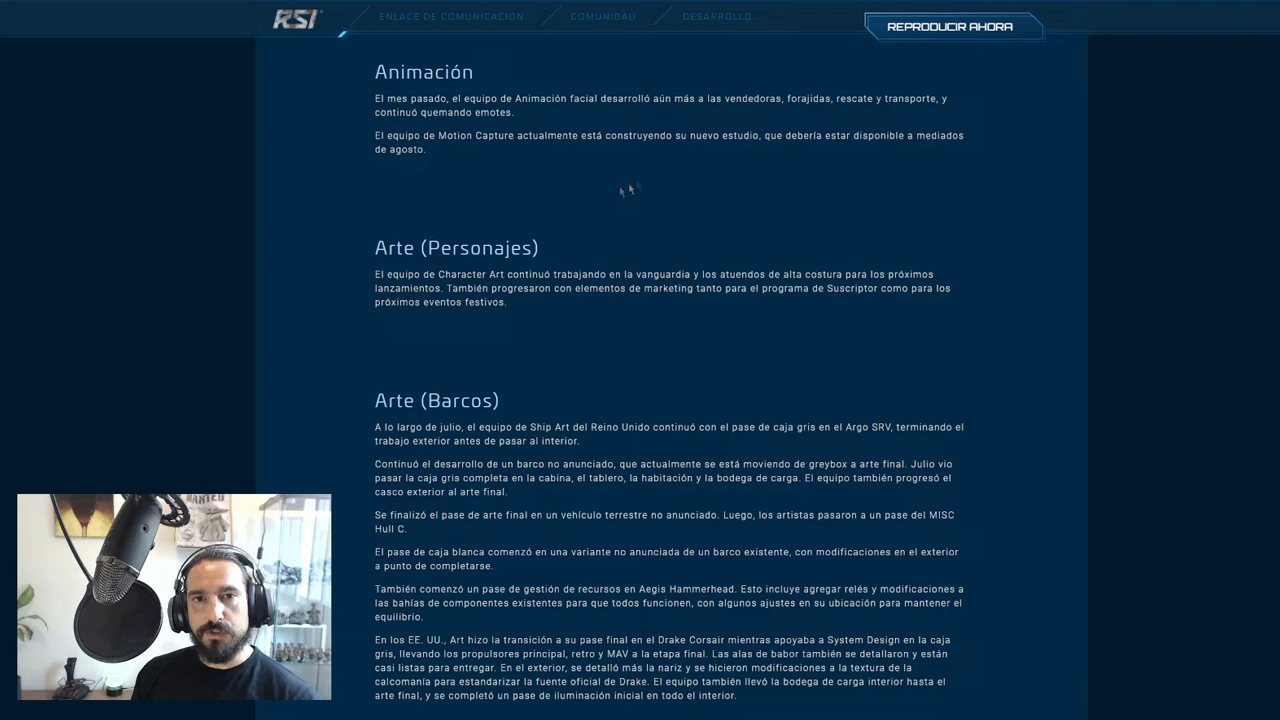 RSI
ENLACE DE COMUNICACIÓN
COMUNIDAD
DESARROLLO
REPRODUCIR AHORA
Animación
El mes pasado, el equipo de Animación facial desarrolló aún más a las vendedoras, forajidas, rescate y transporte, y
continuó quemando emotes.
El equipo de Motion Capture actualmente está construyendo su nuevo estudio, que debería estar disponible a mediados
de agosto.
Arte (Personajes)
El equipo de Character Art continuó trabajando en la vanguardia y los atuendos de alta costura para los próximos
lanzamientos. También progresaron con elementos de marketing tanto para el programa de Suscriptor como para los
próximos eventos festivos.
Arte (Barcos)
A lo largo de julio, el equipo de Ship Art del Reino Unido continuó con el pase de caja gris en el Argo SRV, terminando el
trabajo exterior antes de pasar al interior.
Continuó el desarrollo de un barco no anunciado, que actualmente se está moviendo de greybox a arte final. Julio vio
pasar la caja gris completa en la cabina, el tablero, la habitación y la bodega de carga. El equipo también progresó el
casco exterior al arte final.
Se finalizó el pase de arte final en un vehículo terrestre no anunciado. Luego, los artistas pasaron a un pase del MISC
Hull C.
El pase de caja blanca comenzó en una variante no anunciada de un barco existente, con modificaciones en el exterior
a punto de completarse.
También comenzó un pase de gestión de recursos en Aegis Hammerhead. Esto incluye agregar relés y modificaciones a
las bahías de componentes existentes para que todos funcionen, con algunos ajustes en su ubicación para mantener el
equilibrio.
En los EE. UU., Art hizo la transición a su pase final en el Drake Corsair mientras apoyaba a System Design en la caja
gris, llevando los propulsores principal, retro y MAV a la etapa final. Las alas de babor también se detallaron y están
casi listas para entregar. En el exterior, se detalló más la nariz y se hicieron modificaciones a la textura de la
calcomanía para estandarizar la fuente oficial de Drake. El equipo también llevó la bodega de carga interior hasta el
arte final, y se completó un pase de iluminación inicial en todo el interior.
WANTED